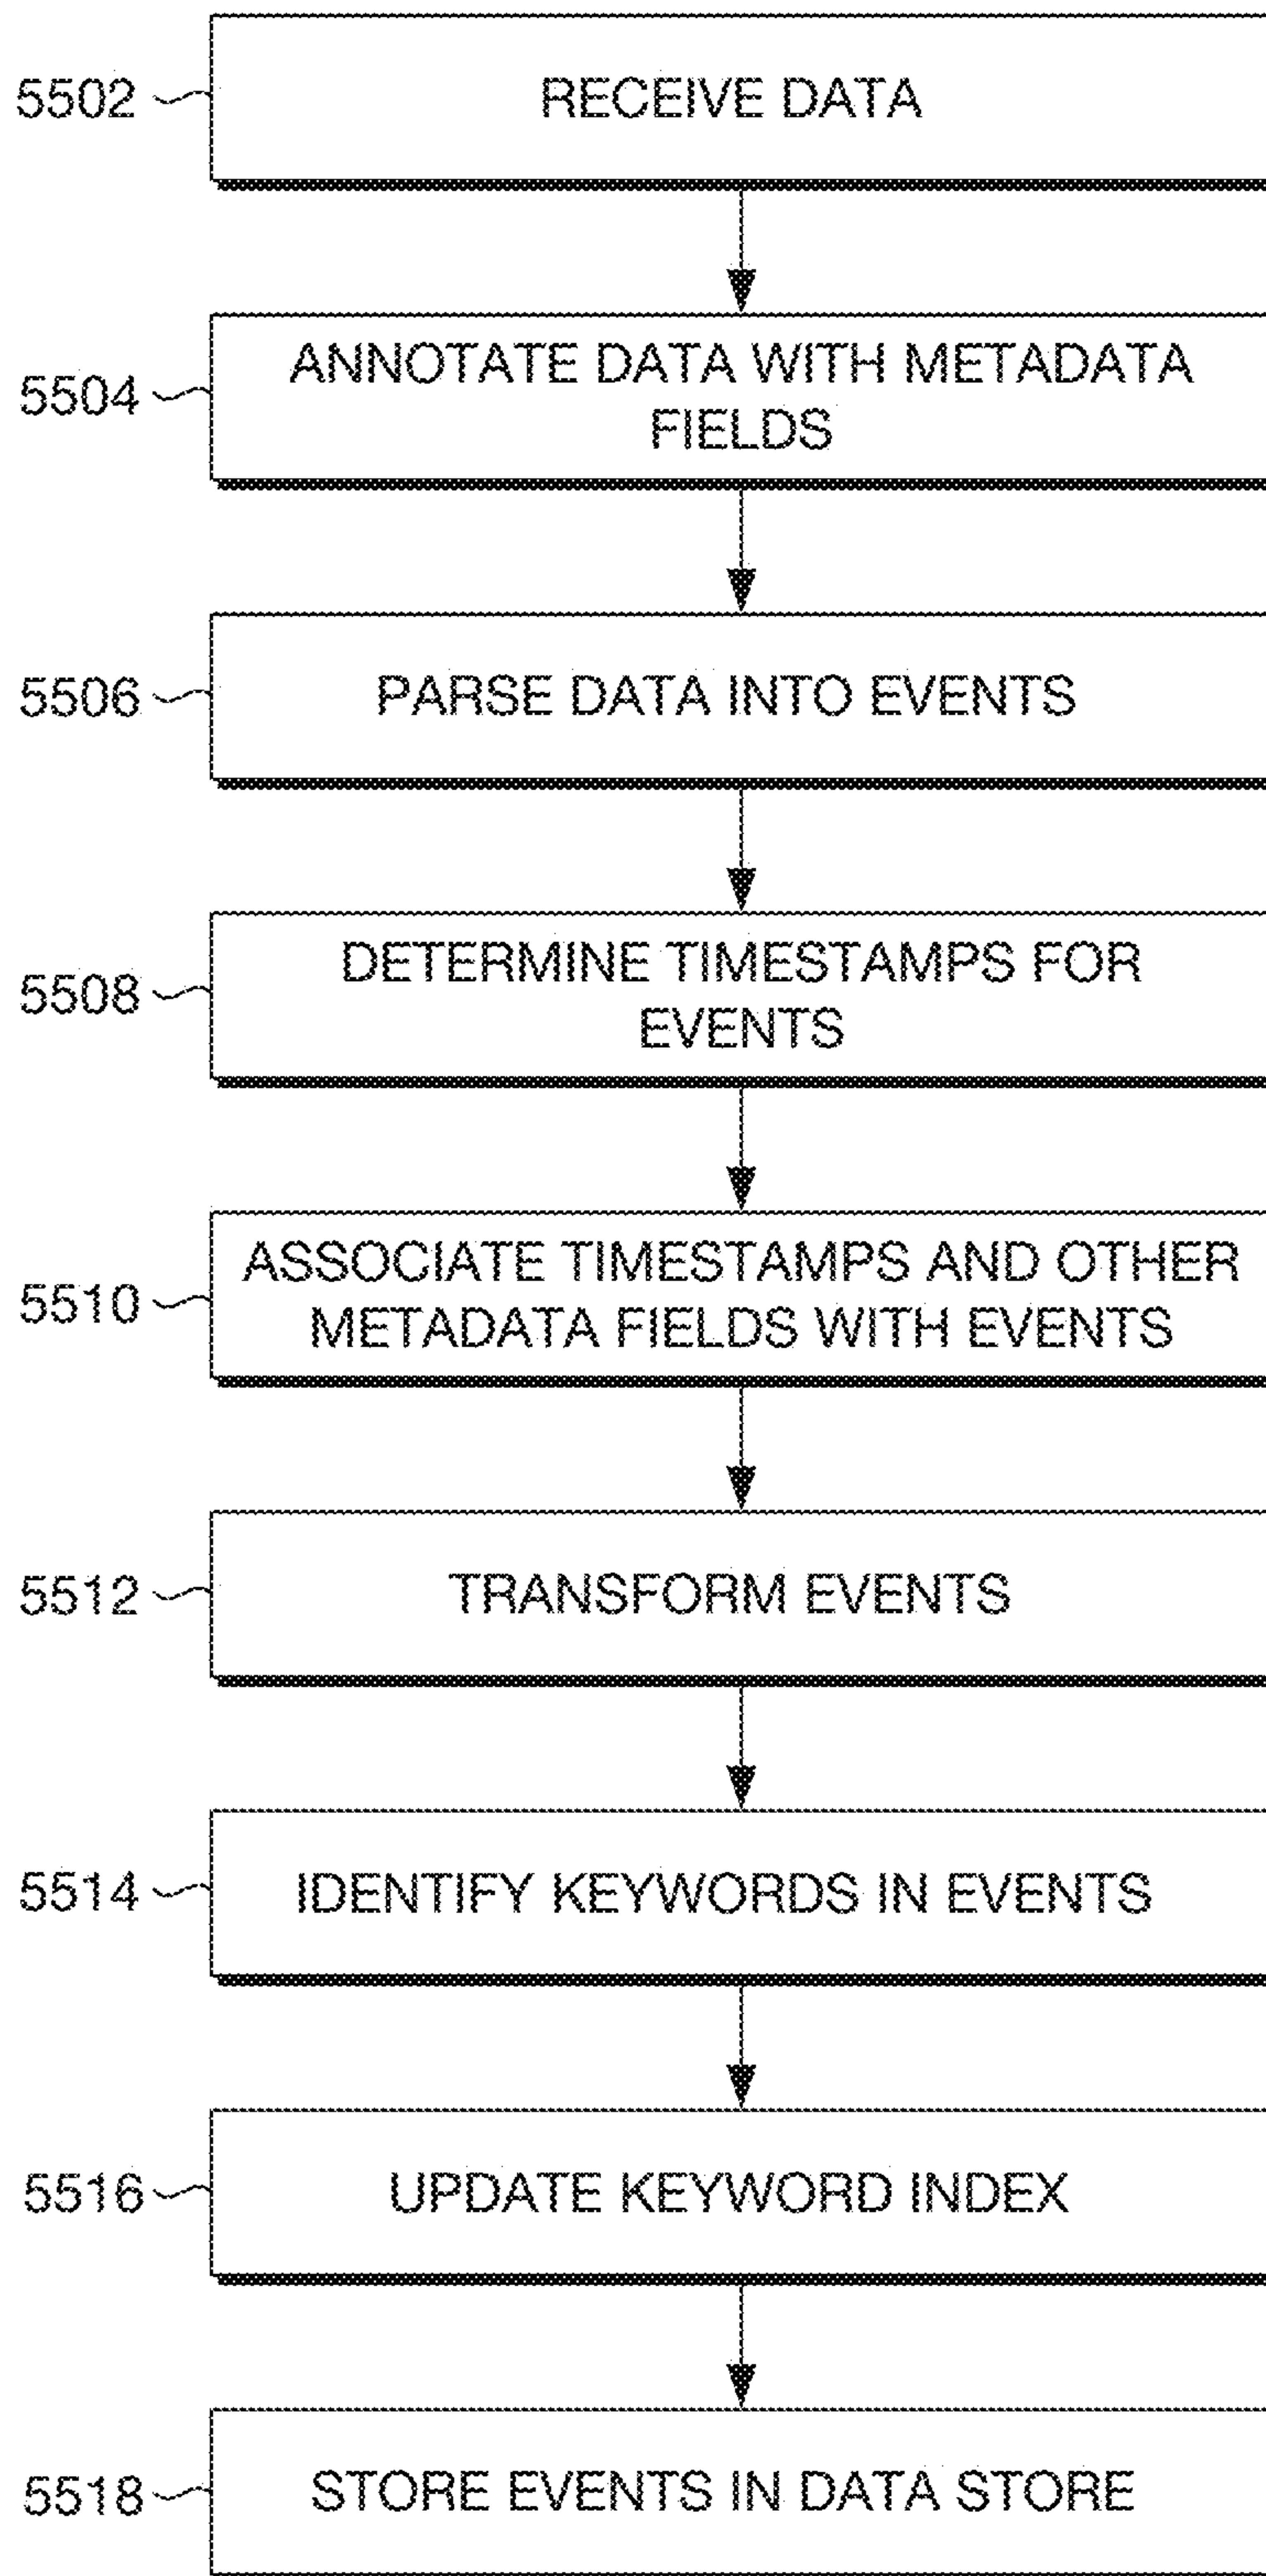 5502
RECEIVE DATA
5504
ANNOTATE DATA WITH METADATA
FIELDS
5506
PARSE DATA INTO EVENTS
5508
DETERMINE TIMESTAMPS FOR
EVENTS
5510
ASSOCIATE TIMESTAMPS AND OTHER
METADATA FIELDS WITH EVENTS
5512
TRANSFORM EVENTS
5514
IDENTIFY KEYWORDS IN EVENTS
5516
UPDATE KEYWORD INDEX
5518
STORE EVENTS IN DATA STORE